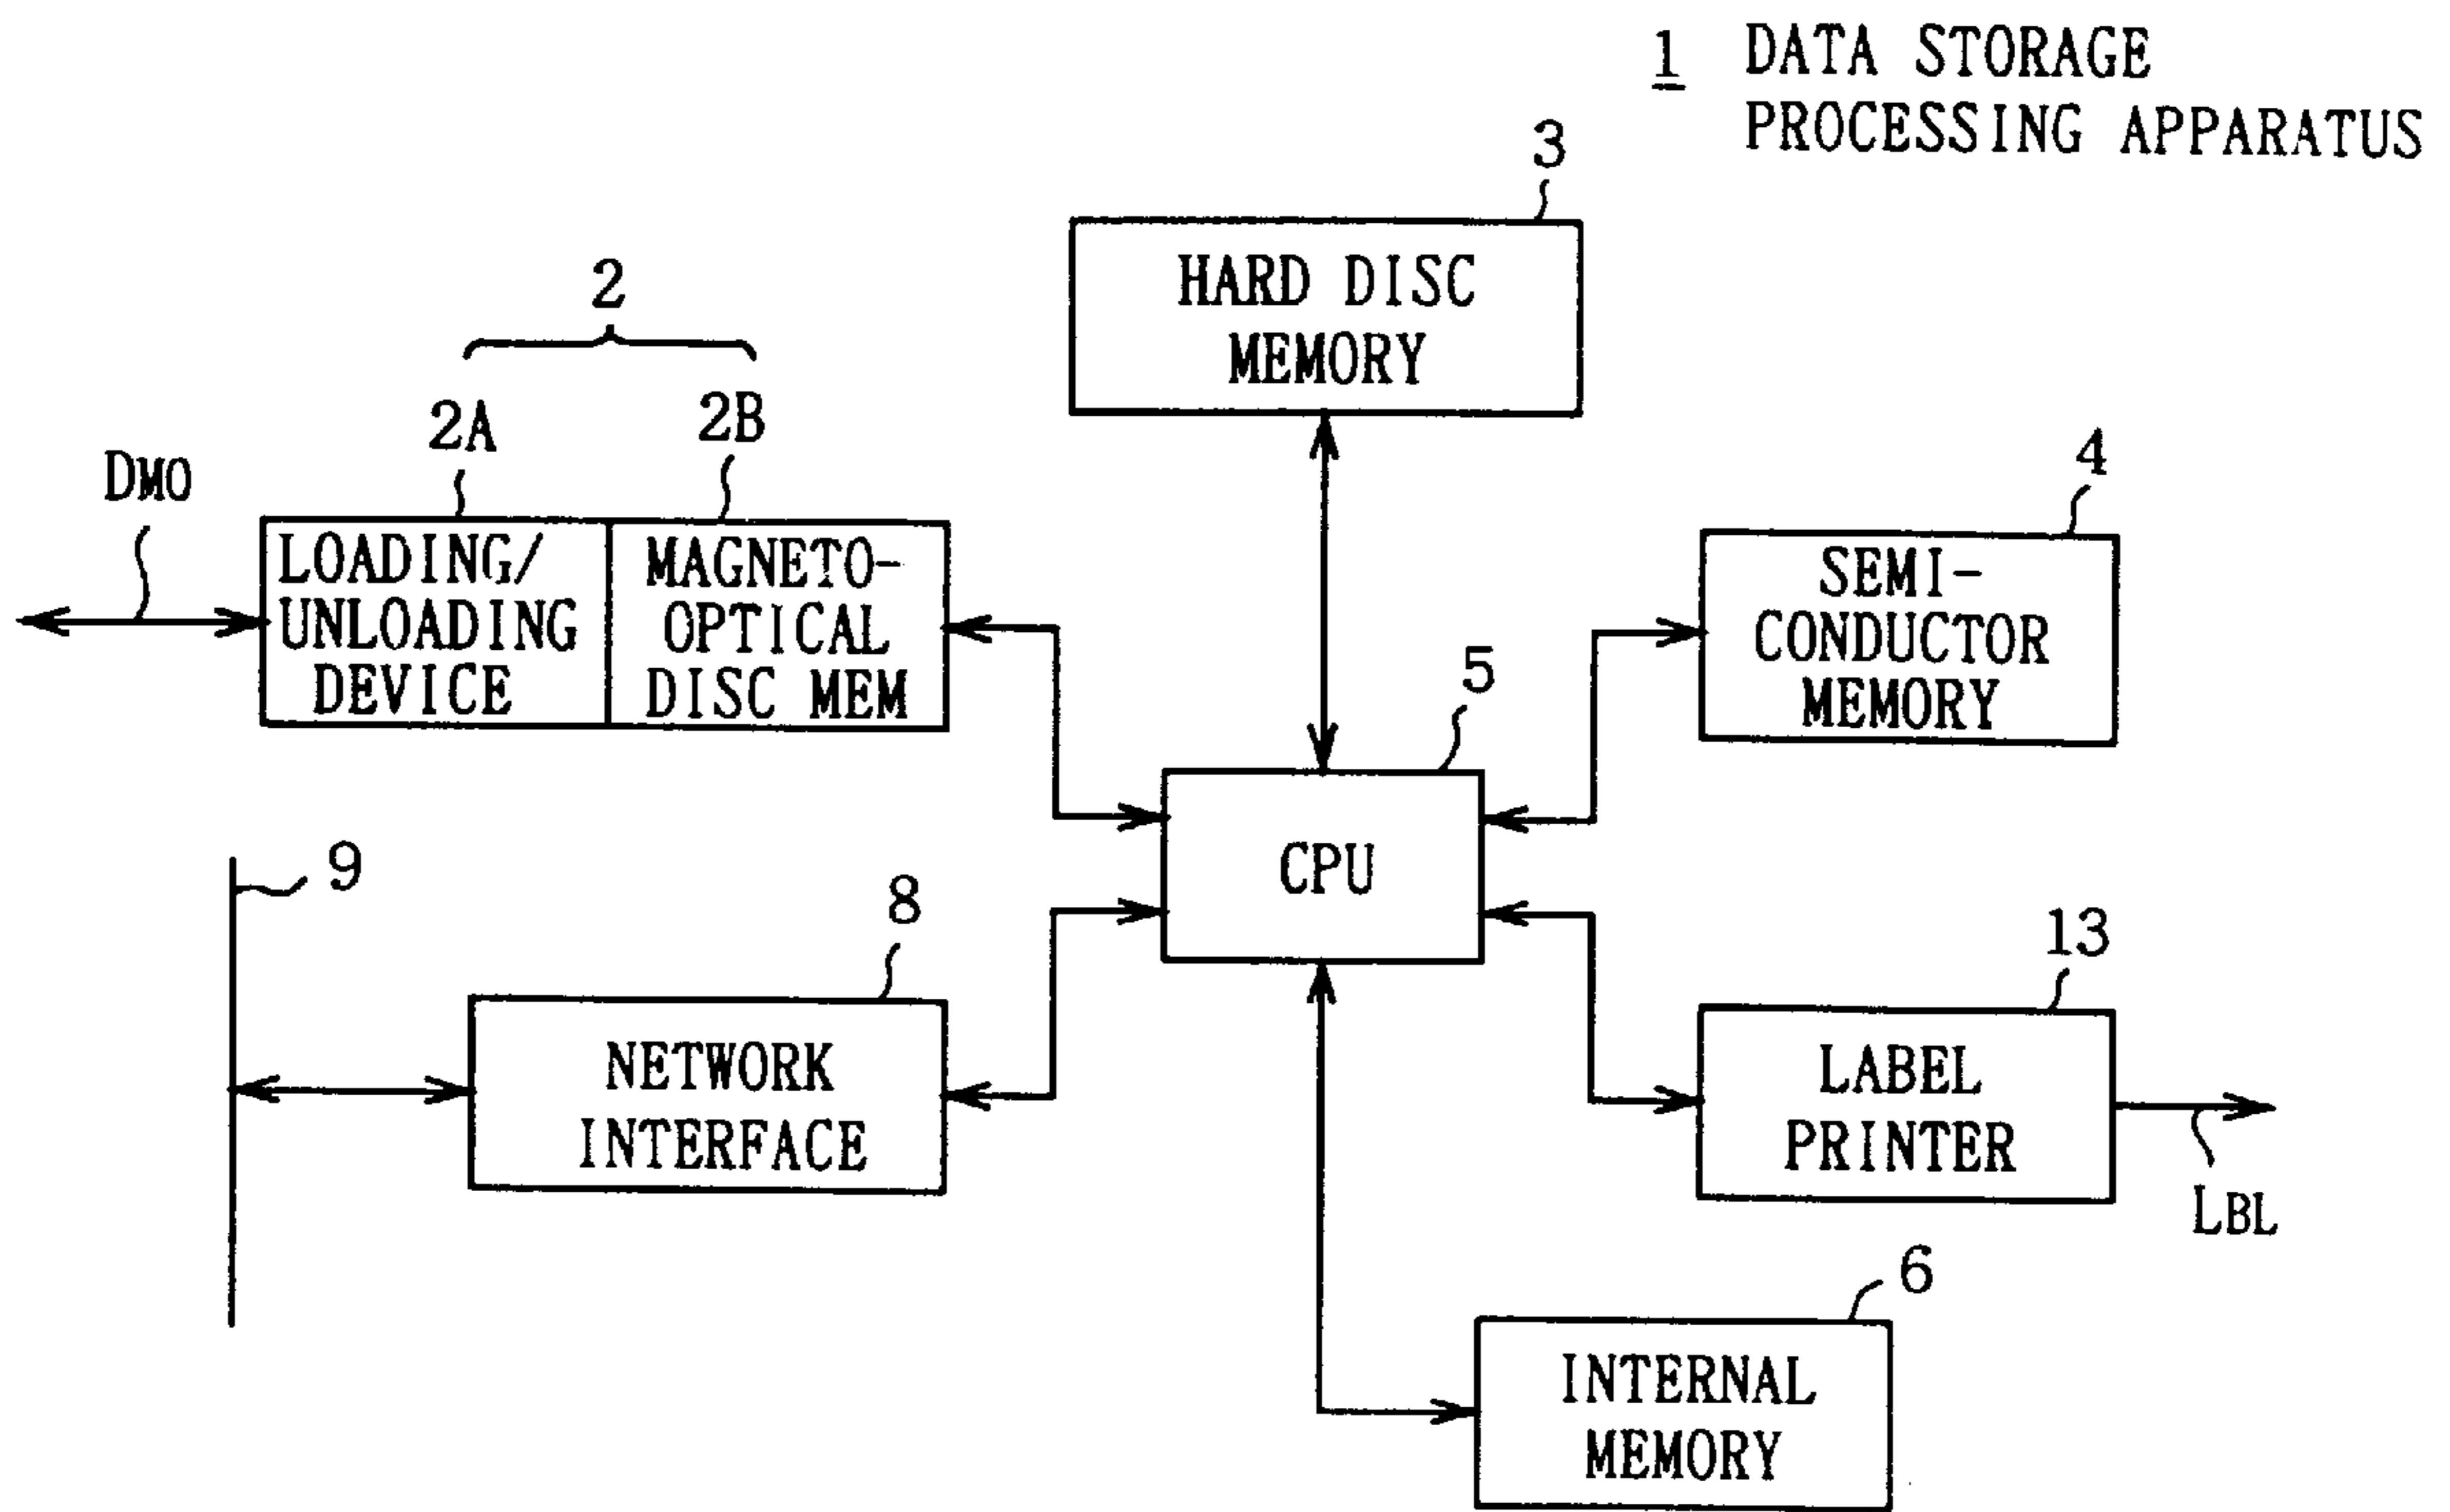 1 DATA STORAGE
PROCESSING APPARATUS
3
HARD DISC
MEMORY
2
2A
2B
DMO
LOADING/
UNLOADING
DEVICE
MAGNETO-
OPTICAL
DISC MEM
4
SEMI-
CONDUCTOR
MEMORY
5
CPU
9
8
NETWORK
INTERFACE
13
LABEL
PRINTER
LBL
6
INTERNAL
MEMORY